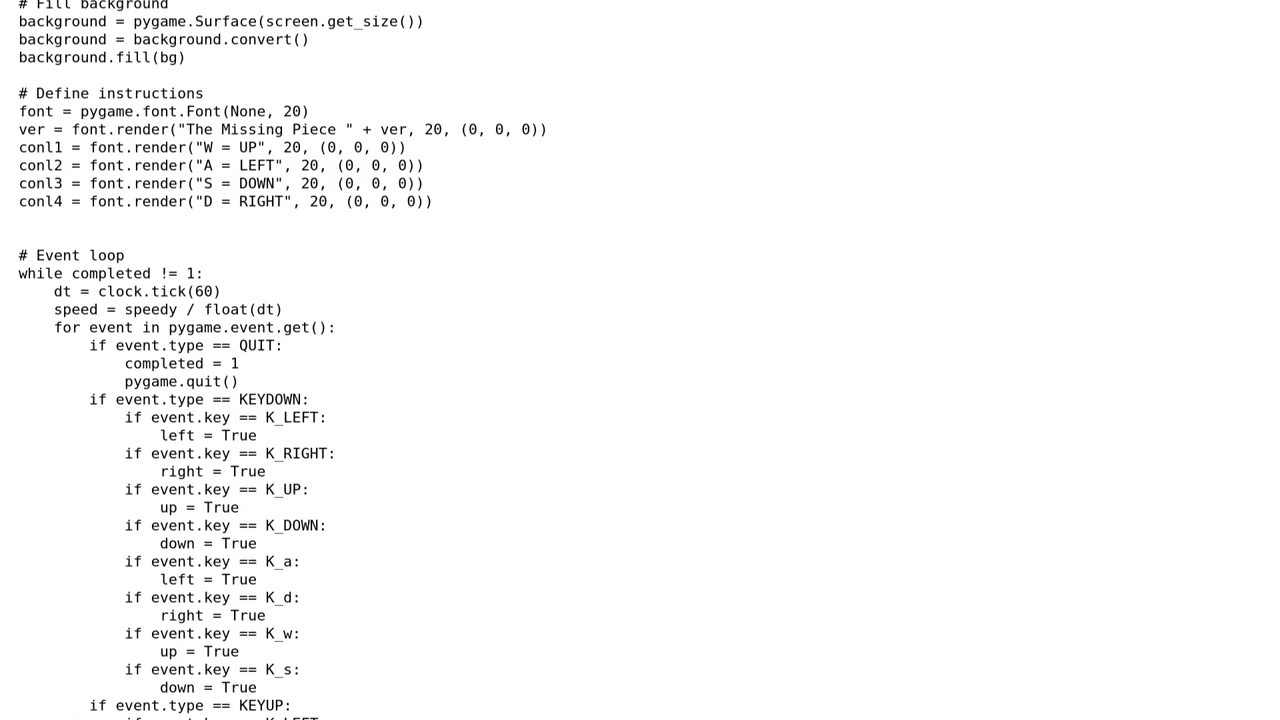 # Fill background
background = pygame.Surface(screen.get_size())
background = background.convert()
background.fill(bg)

# Define instructions
font = pygame.font.Font(None, 20)
ver = font.render("The Missing Piece " + ver, 20, (0, 0, 0))
conl1 = font.render("W = UP", 20, (0, 0, 0))
conl2 = font.render("A = LEFT", 20, (0, 0, 0))
conl3 = font.render("S = DOWN", 20, (0, 0, 0))
conl4 = font.render("D = RIGHT", 20, (0, 0, 0))


# Event loop
while completed != 1:
    dt = clock.tick(60)
    speed = speedy / float(dt)
    for event in pygame.event.get():
        if event.type == QUIT:
            completed = 1
            pygame.quit()
        if event.type == KEYDOWN:
            if event.key == K_LEFT:
                left = True
            if event.key == K_RIGHT:
                right = True
            if event.key == K_UP:
                up = True
            if event.key == K_DOWN:
                down = True
            if event.key == K_a:
                left = True
            if event.key == K_d:
                right = True
            if event.key == K_w:
                up = True
            if event.key == K_s:
                down = True
        if event.type == KEYUP: